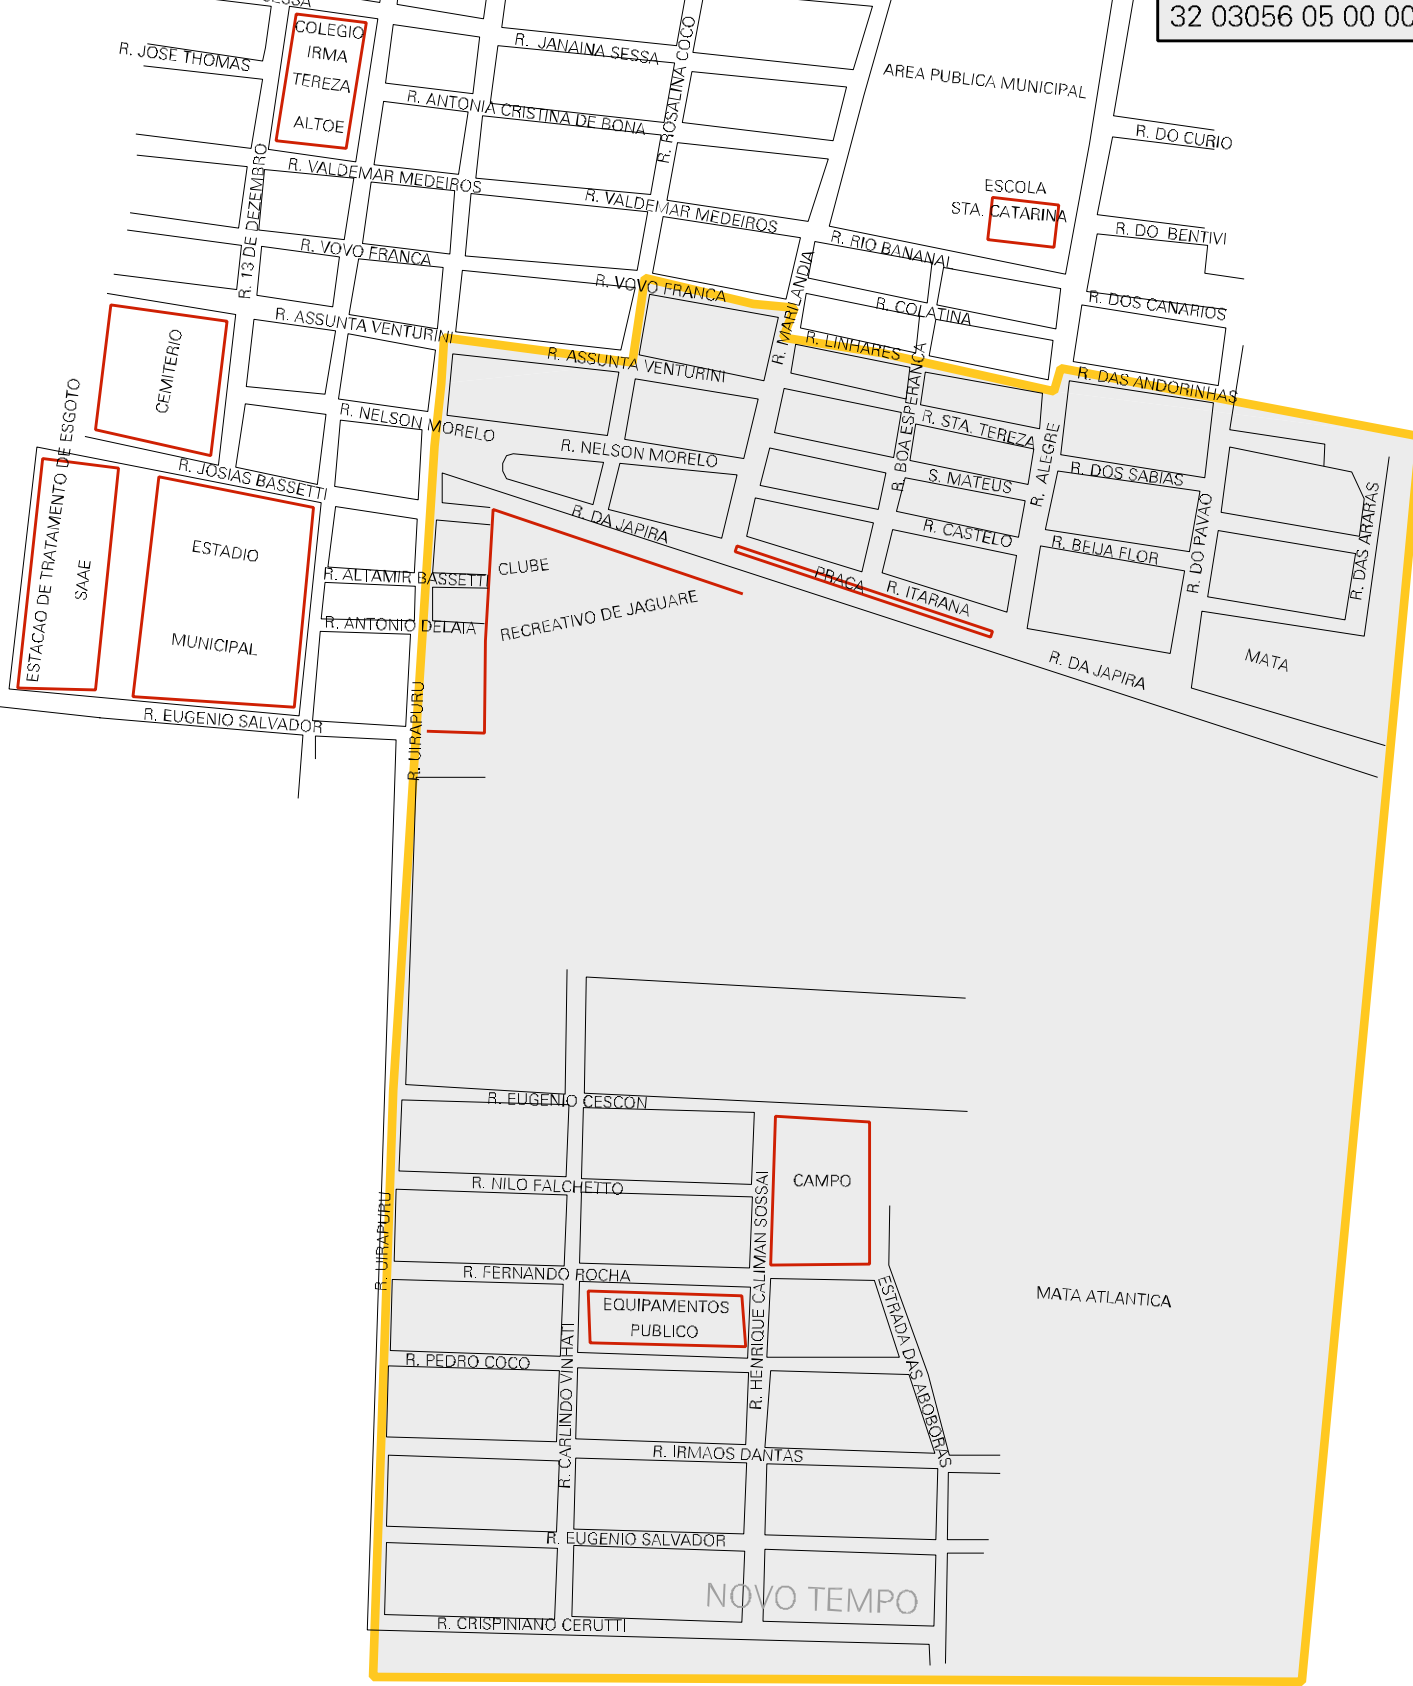 32 03056 05 00 00
COLEGIO
IRMA
TEREZA
ALTOE
R. JOSE THOMAS
R. JANAINA SESSA
R. ROSALINA COCO
AREA PUBLICA MUNICIPAL
R. ANTONIA CRISTINA DE BONA
R. DO CURIO
R. VALDEMAR MEDEIROS
R. VALDEMAR MEDEIROS
ESCOLA
STA. CATARINA
R. 13 DE DEZEMBRO
R. VOVO FRANCA
R. RIO BANANAL
R. DO BENTIVI
R. VOVO FRANCA
R. MARILANDIA
R. COLATINA
R. DOS CANARIOS
R. ASSUNTA VENTURINI
R. LINHARES
CEMITERIO
R. ASSUNTA VENTURINI
R. DAS ANDORINHAS
R. NELSON MORELO
R. BOA ESPERANCA
R. STA. TEREZA
R. ALEGRE
R. NELSON MORELO
R. JOSIAS BASSETTI
S. MATEUS
R. DOS SABIAS
R. DO PAVAO
R. DAS ARARAS
ESTACAO DE TRATAMENTO DE ESGOTO
SAAE
ESTADIO
MUNICIPAL
R. DA JAPIRA
R. CASTELO
R. BEIJA FLOR
CLUBE
RECREATIVO DE JAGUARE
R. ALTAMIR BASSETTI
PRACA
R. ITARANA
R. ANTONIO DELAIA
R. DA JAPIRA
MATA
R. EUGENIO SALVADOR
R. UIRAPURU
R. EUGENIO CESCON
R. NILO FALCHETTO
CAMPO
R. UIRAPURU
R. HENRIQUE CALIMAN SOSSAI
R. FERNANDO ROCHA
EQUIPAMENTOS
PUBLICO
ESTRADA DAS ABOBORAS
MATA ATLANTICA
R. PEDRO COCO
R. CARLINDO VINHATI
R. IRMAOS DANTAS
R. EUGENIO SALVADOR
NOVO TEMPO
R. CRISPINIANO CERUTTI